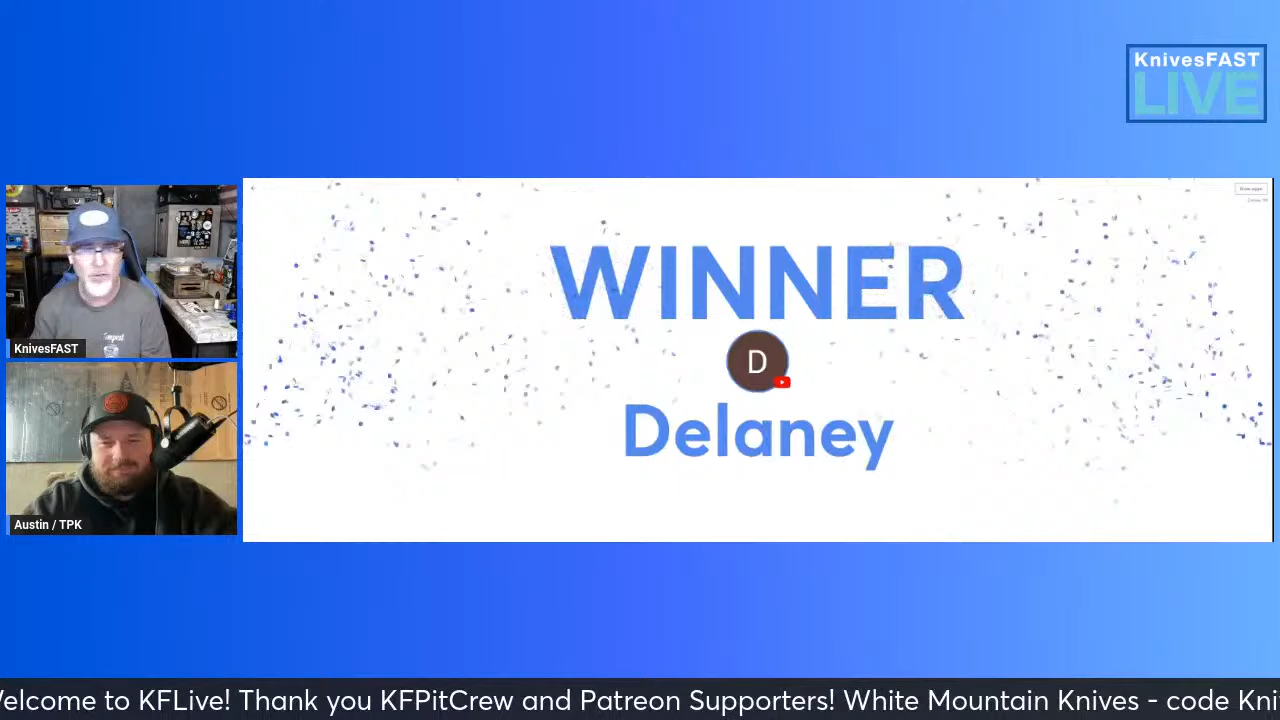 KnivesFAST
LIVE
WINNER
D
Delaney
KnivesFAST
Austin / TPK
Welcome to KFLive! Thank you KFPitCrew and Patreon Supporters! White Mountain Knives - code Kni